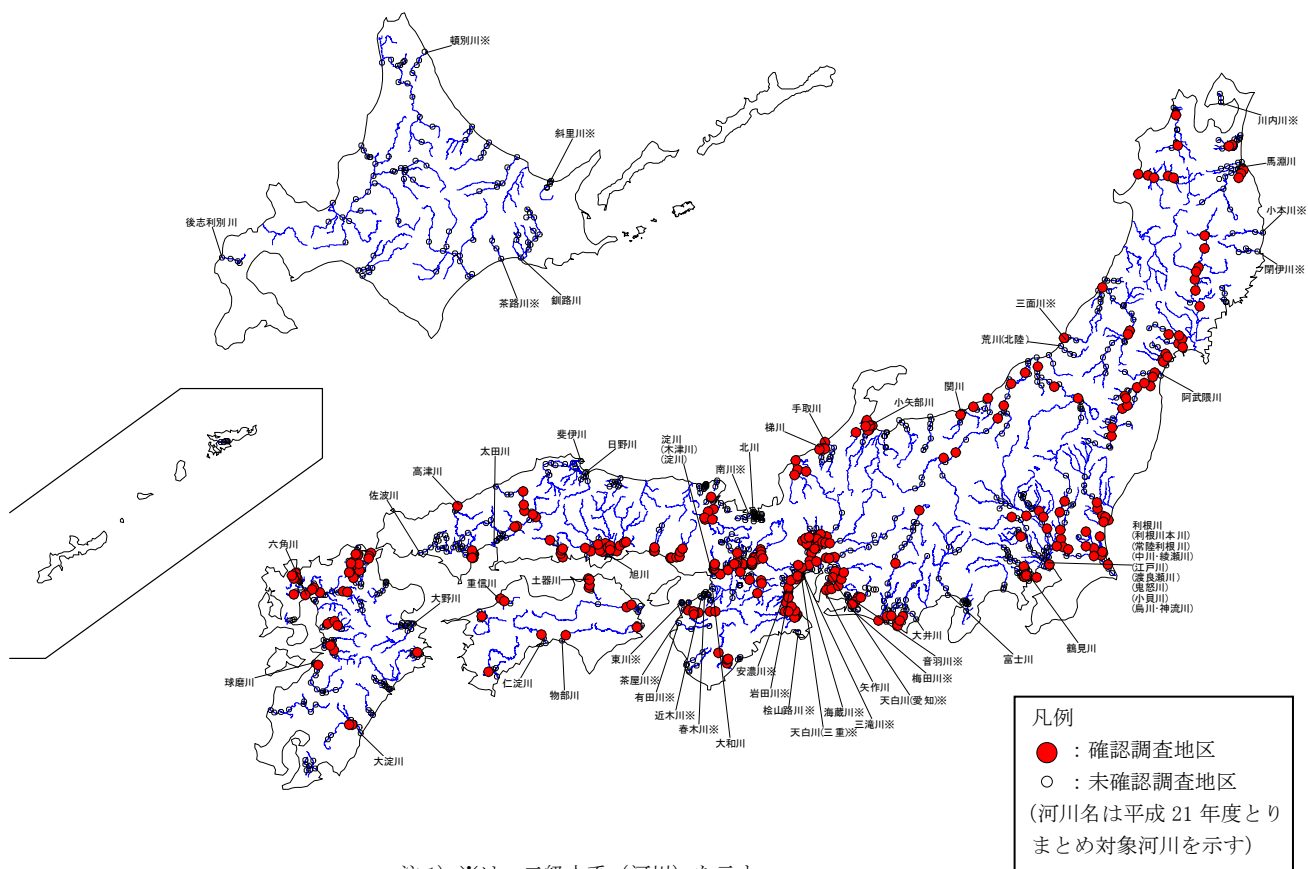 頓別川※
斜里川※
後志利別川
茶路川※
釧路川
川内川※
馬淵川
小本川※
閉伊川※
三面川※
荒川(北陸)
阿武隈川
関川
小矢部川
手取川
梯川
北川
南川※
淀川
(木津川)
(淀川)
日野川
斐伊川
太田川
高津川
佐波川
六角川
重信川
土器川
旭川
大野川
球磨川
仁淀川
物部川
大淀川
東川※
茶屋川※
有田川※
近木川※
春木川※
大和川
安濃川※
岩田川※
桧山路川※
天白川(三重)※
海蔵川※
三滝川※
矢作川
天白川(愛知)※
梅田川※
音羽川※
大井川
富士川
鶴見川
利根川
(利根川本川)
(常陸利根川)
(中川・綾瀬川)
(江戸川)
(渡良瀬川)
(鬼怒川)
(小貝川)
(烏川・神流川)
凡例
：確認調査地区
：未確認調査地区
(河川名は平成 21 年度とり
まとめ対象河川を示す)